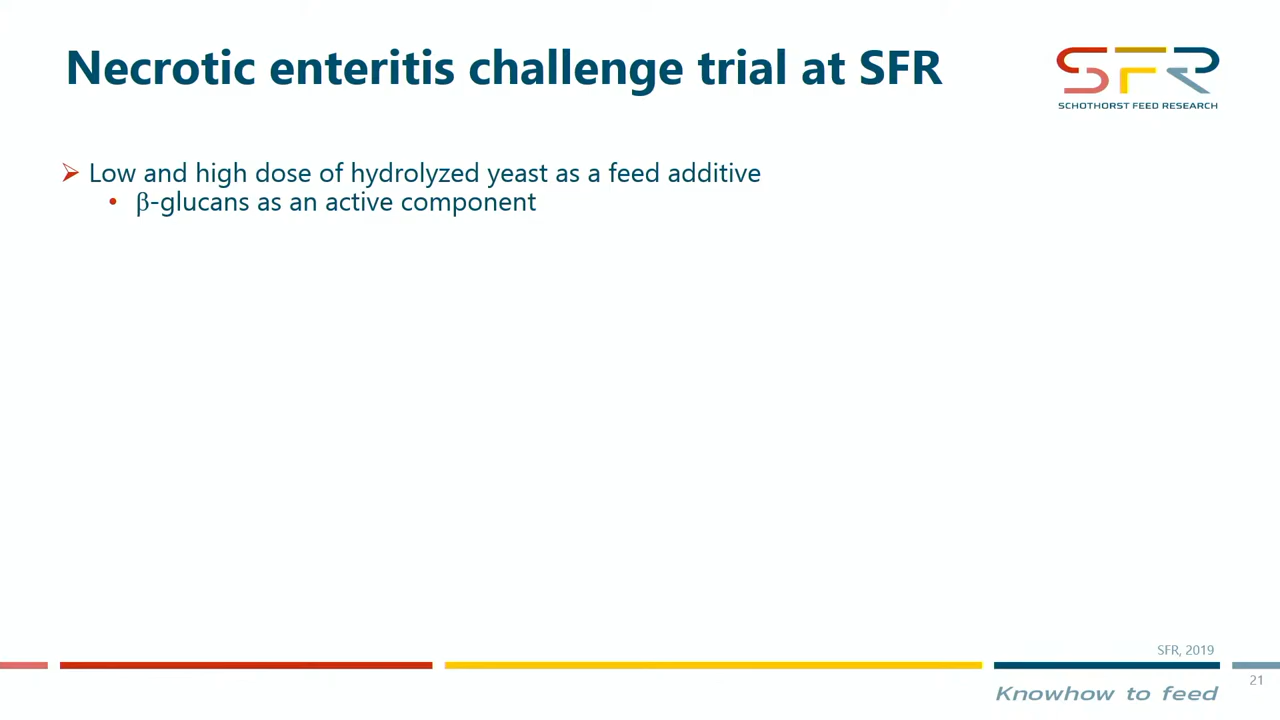 Necrotic enteritis challenge trial at SFR
SFR
SCHOTHORST FEED RESEARCH
➢ Low and high dose of hydrolyzed yeast as a feed additive
• β-glucans as an active component
SFR, 2019
21
Knowhow to feed